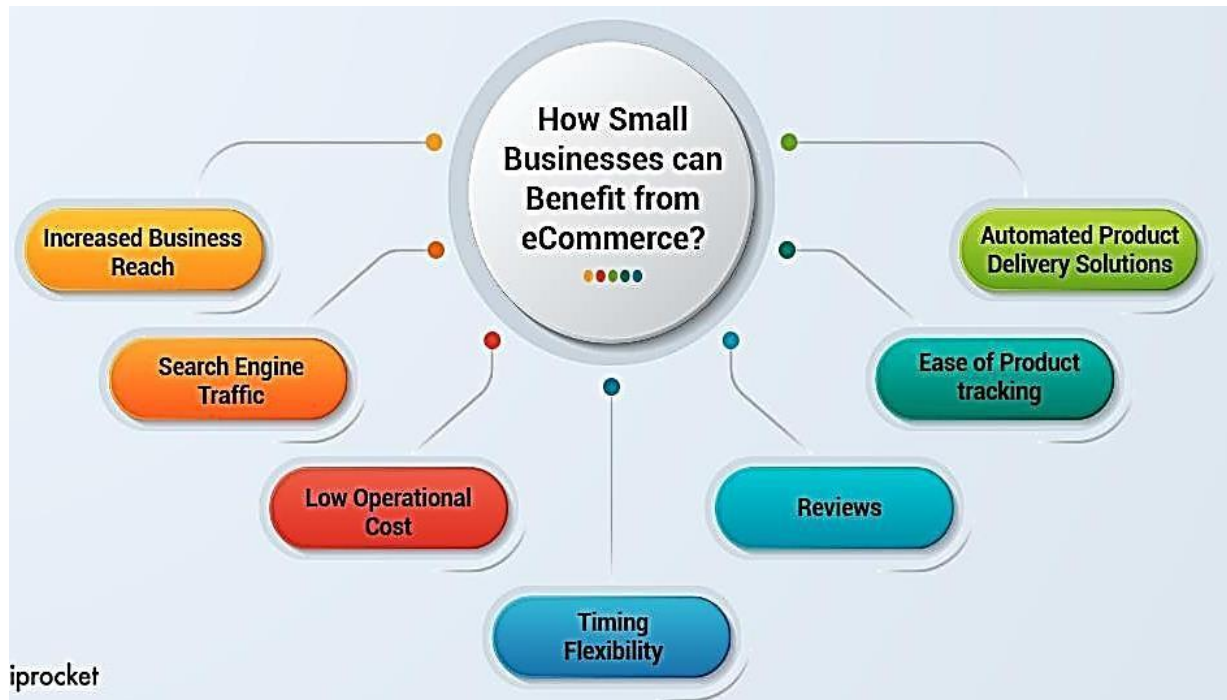 How Small
Businesses can
Benefit from
eCommerce?
Increased Business
Reach
Search Engine
Traffic
Low Operational
Cost
Timing
Flexibility
Reviews
Ease of Product
tracking
Automated Product
Delivery Solutions
iprocket